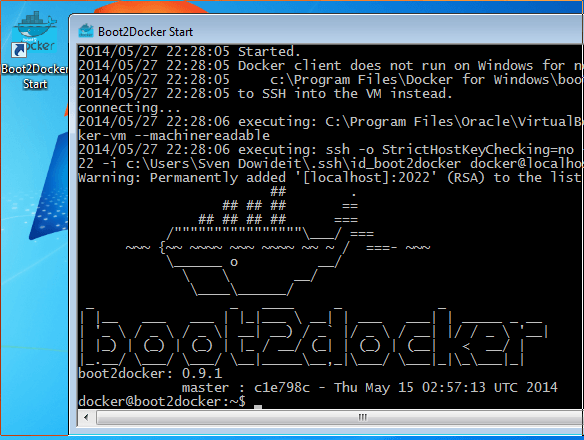 Boot2Docker Start
docker
Boot2Docker
Start
2014/05/27 22:28:05 Started.
2014/05/27 22:28:05 Docker client does not run on Windows for n
2014/05/27 22:28:05     c:\Program Files\Docker for Windows\boo
2014/05/27 22:28:05 to SSH into the VM instead.
connecting...
2014/05/27 22:28:06 executing: C:\Program Files\Oracle\VirtualB
ker-vm --machinereadable
2014/05/27 22:28:06 executing: ssh -o StrictHostKeyChecking=no
22 -i c:\Users\Sven Dowideit\.ssh\id_boot2docker docker@localho
Warning: Permanently added '[localhost]:2022' (RSA) to the list
boot2docker
boot2docker: 0.9.1
master : c1e798c - Thu May 15 02:57:13 UTC 2014
docker@boot2docker:~$